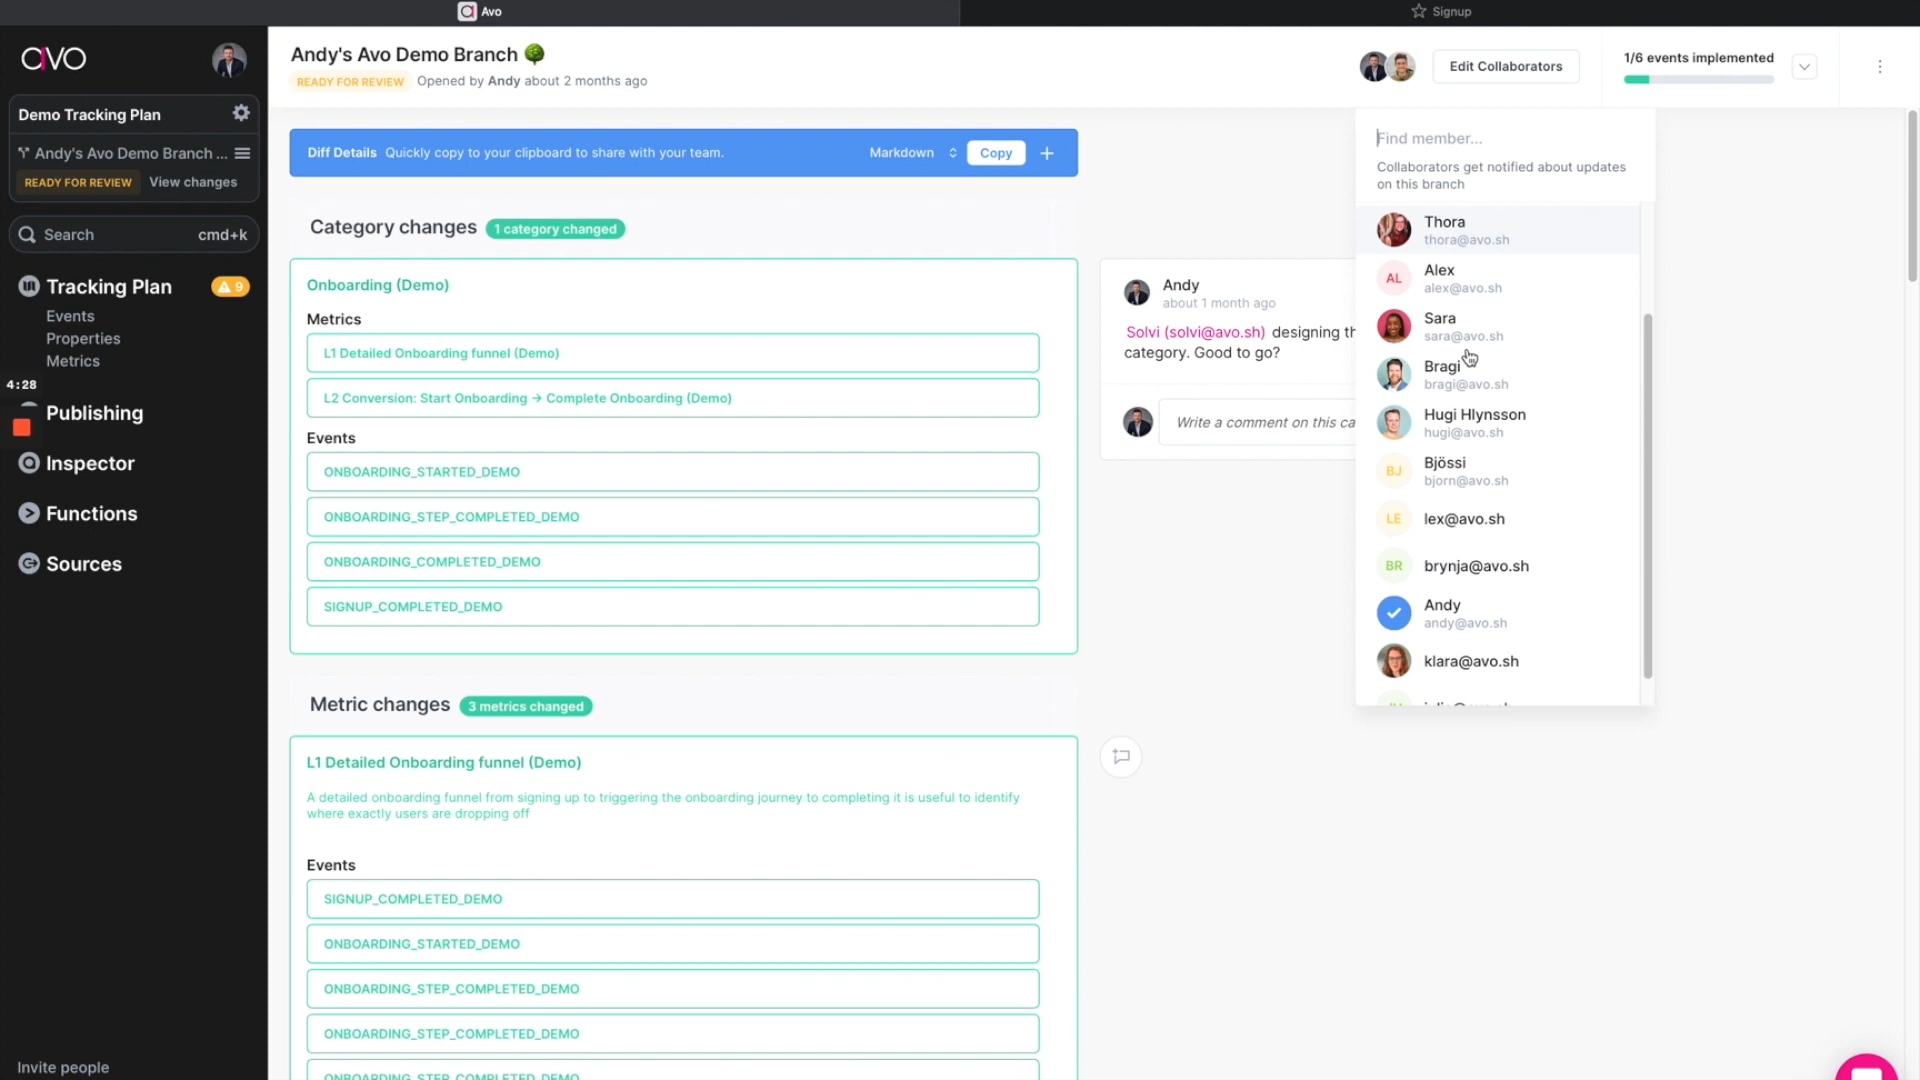 Avo
Signup
avo
Demo Tracking Plan
Andy's Avo Demo Branch ...
READY FOR REVIEW View changes
Search cmd+k
Tracking Plan 9
Events
Properties
Metrics
4:28
Publishing
Inspector
Functions
Sources
Invite people
Andy's Avo Demo Branch
READY FOR REVIEW Opened by Andy about 2 months ago
Edit Collaborators
1/6 events implemented
Diff Details Quickly copy to your clipboard to share with your team. Markdown Copy +
Category changes 1 category changed
Onboarding (Demo)
Metrics
L1 Detailed Onboarding funnel (Demo)
L2 Conversion: Start Onboarding → Complete Onboarding (Demo)
Events
ONBOARDING_STARTED_DEMO
ONBOARDING_STEP_COMPLETED_DEMO
ONBOARDING_COMPLETED_DEMO
SIGNUP_COMPLETED_DEMO
Metric changes 3 metrics changed
L1 Detailed Onboarding funnel (Demo)
A detailed onboarding funnel from signing up to triggering the onboarding journey to completing it is useful to identify
where exactly users are dropping off
Events
SIGNUP_COMPLETED_DEMO
ONBOARDING_STARTED_DEMO
ONBOARDING_STEP_COMPLETED_DEMO
ONBOARDING_STEP_COMPLETED_DEMO
ONBOARDING_STEP_COMPLETED_DEMO
Andy
about 1 month ago
Solvi (solvi@avo.sh) designing th
category. Good to go?
Write a comment on this ca
Find member...
Collaborators get notified about updates
on this branch
Thora
thora@avo.sh
AL Alex
alex@avo.sh
Sara
sara@avo.sh
Bragi
bragi@avo.sh
Hugi Hlynsson
hugi@avo.sh
BJ Bjössi
bjorn@avo.sh
LE lex@avo.sh
BR brynja@avo.sh
Andy
andy@avo.sh
klara@avo.sh